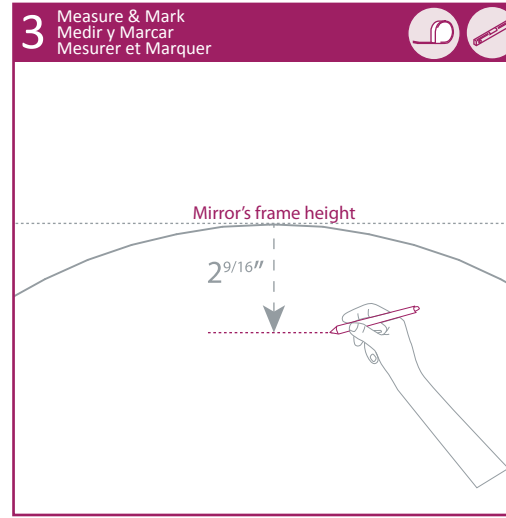 3
Measure & Mark
Medir y Marcar
Mesurer et Marquer
Mirror's frame height
2 9/16"